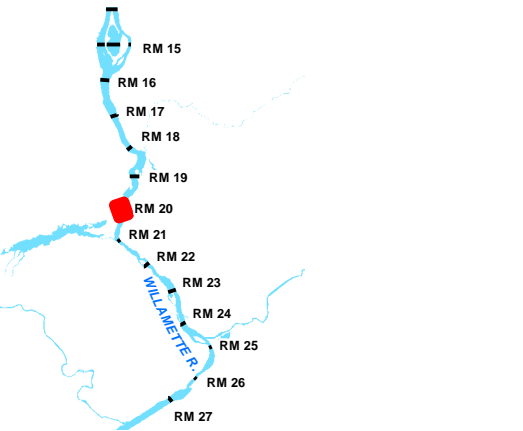 RM 15
RM 16
RM 17
RM 18
RM 19
RM 20
RM 21
RM 22
RM 23
WILLAMETTE R.
RM 24
RM 25
RM 26
RM 27